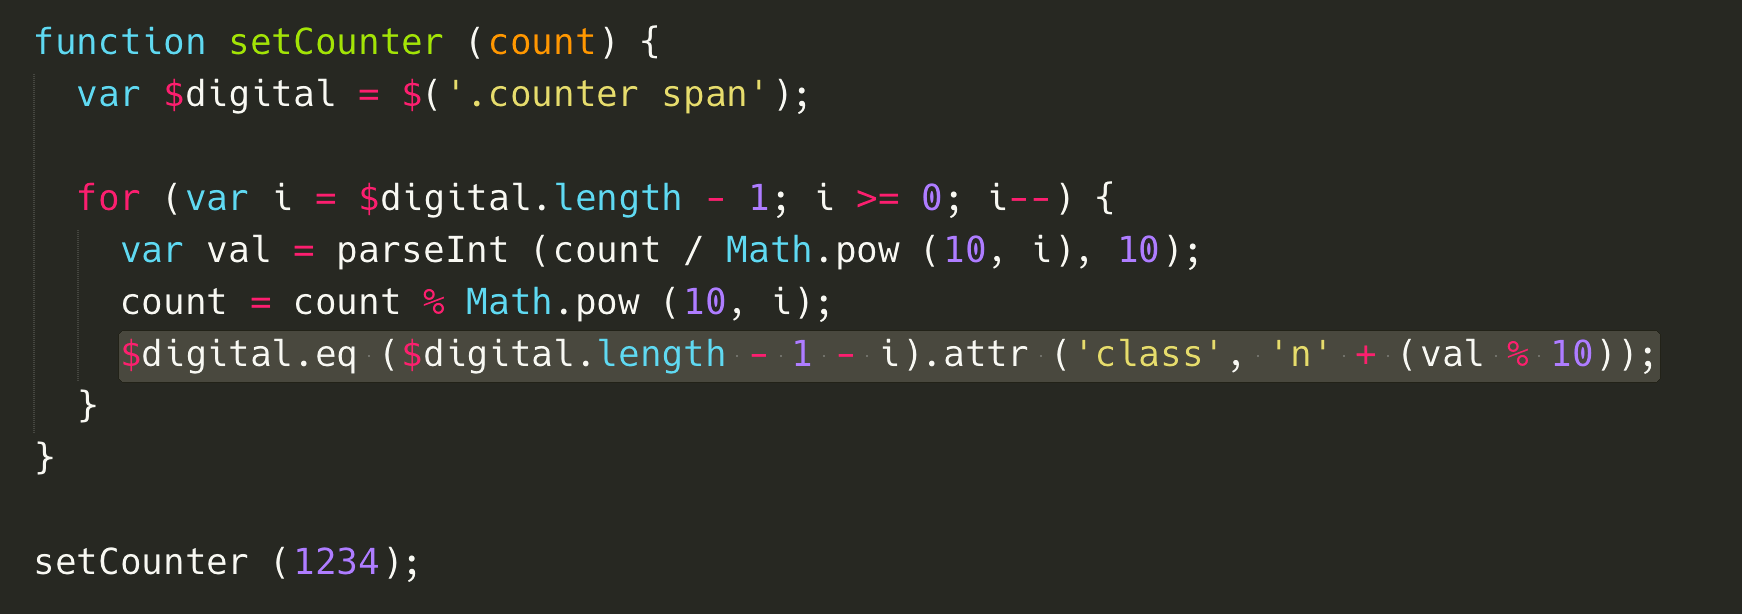 function setCounter (count) {
  var $digital = $('.counter span');
  for (var i = $digital.length - 1; i >= 0; i--) {
    var val = parseInt (count / Math.pow (10, i), 10);
    count = count % Math.pow (10, i);
    $digital.eq ($digital.length - 1 - i).attr ('class', 'n' + (val % 10));
  }
}
setCounter (1234);